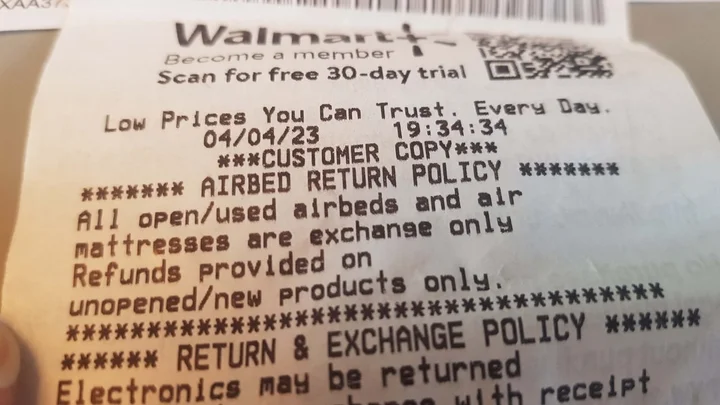 XAA37
Walmart+
Become a member
Scan for free 30-day trial
Low Prices You Can Trust. Every Day.
04/04/23 19:34:34
***CUSTOMER COPY***
******* AIRBED RETURN POLICY *******
All open/used airbeds and air
mattresses are exchange only
Refunds provided on
unopened/new products only.
************************************
****** RETURN & EXCHANGE POLICY ******
Electronics may be returned
with receipt